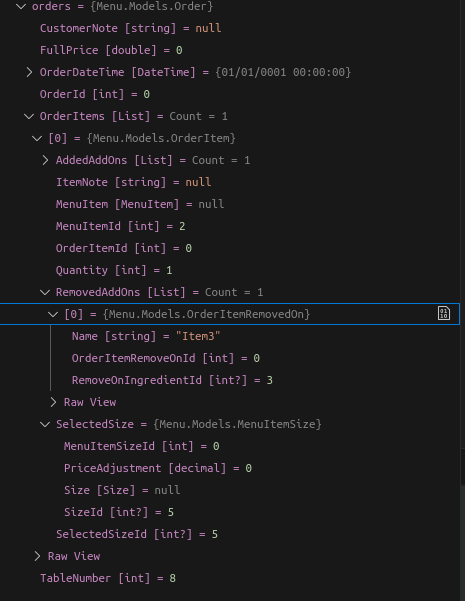 orders = {Menu.Models.Order}
CustomerNote [string] = null
FullPrice [double] = 0
OrderDateTime [DateTime] = {01/01/0001 00:00:00}
OrderId [int] = 0
OrderItems [List] = Count = 1
[0] = {Menu.Models.OrderItem}
AddedAddOns [List] = Count = 1
ItemNote [string] = null
MenuItem [MenuItem] = null
MenuItemId [int] = 2
OrderItemId [int] = 0
Quantity [int] = 1
RemovedAddOns [List] = Count = 1
[0] = {Menu.Models.OrderItemRemovedOn}
Name [string] = "Item3"
OrderItemRemoveOnId [int] = 0
RemoveOnIngredientId [int?] = 3
Raw View
SelectedSize = {Menu.Models.MenuItemSize}
MenuItemSizeId [int] = 0
PriceAdjustment [decimal] = 0
Size [Size] = null
SizeId [int?] = 5
SelectedSizeId [int?] = 5
Raw View
TableNumber [int] = 8